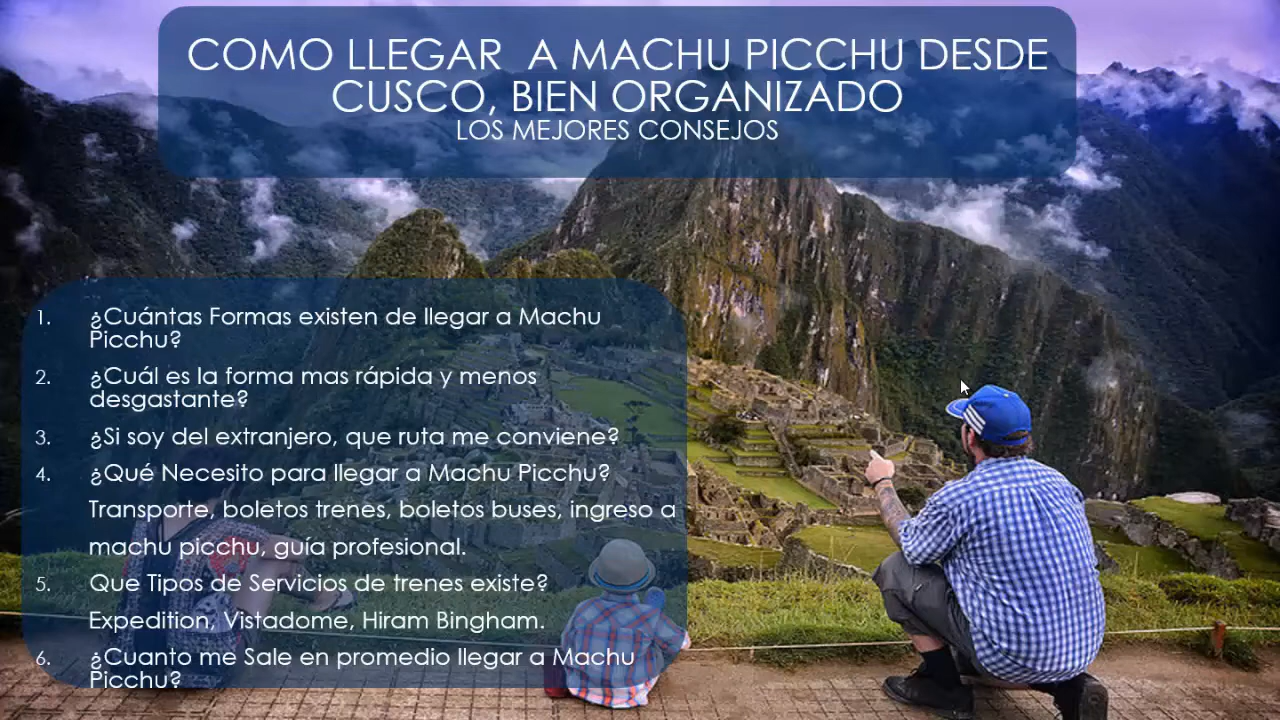 COMO LLEGAR A MACHU PICCHU DESDE
CUSCO, BIEN ORGANIZADO
LOS MEJORES CONSEJOS
1. ¿Cuántas Formas existen de llegar a Machu
Picchu?
2. ¿Cuál es la forma mas rápida y menos
desgastante?
3. ¿Si soy del extranjero, que ruta me conviene?
4. ¿Qué Necesito para llegar a Machu Picchu?
Transporte, boletos trenes, boletos buses, ingreso a
machu picchu, guía profesional.
5. Que Tipos de Servicios de trenes existe?
Expedition, Vistadome, Hiram Bingham.
6. ¿Cuanto me Sale en promedio llegar a Machu
Picchu?